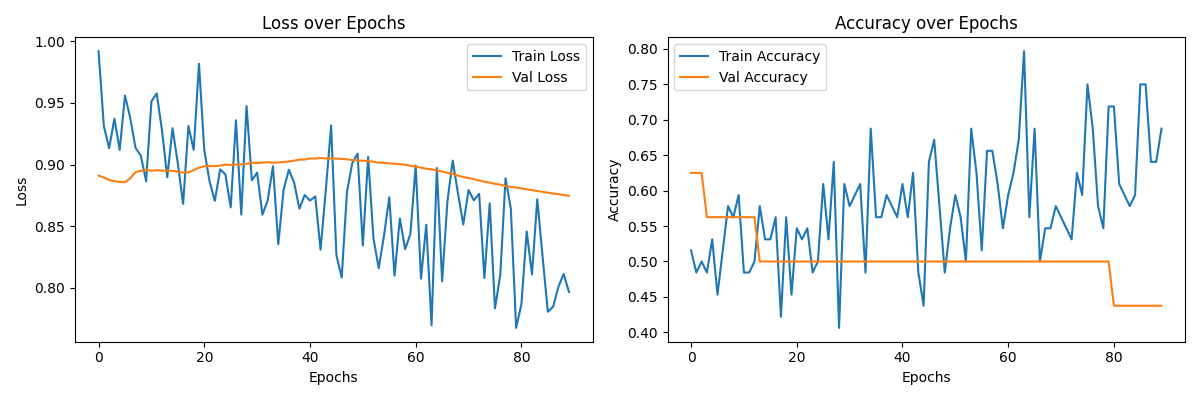 Loss over Epochs
1.00
0.95
0.90
0.85
0.80
Loss
0 20 40 60 80
Epochs
Train Loss
Val Loss
Accuracy over Epochs
0.80
0.75
0.70
0.65
0.60
0.55
0.50
0.45
0.40
Accuracy
0 20 40 60 80
Epochs
Train Accuracy
Val Accuracy